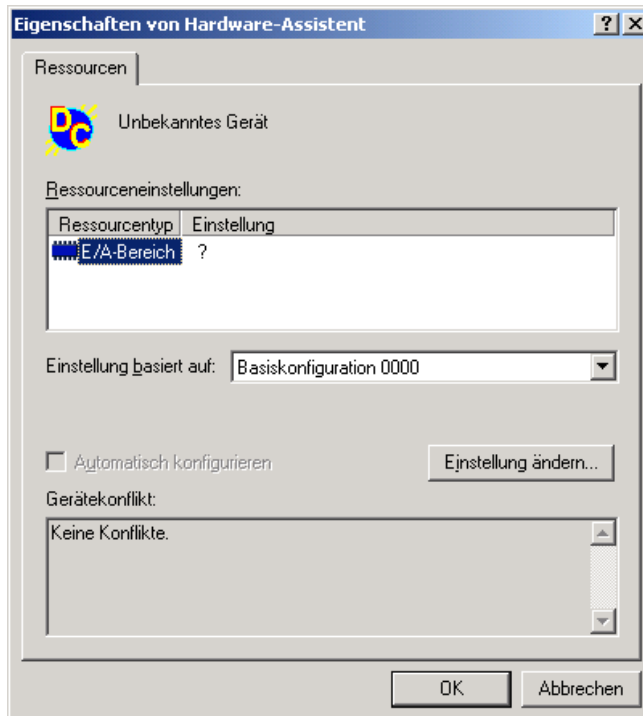 Eigenschaften von Hardware-Assistent
Ressourcen
DC
Unbekanntes Gerät
Ressourceneinstellungen:
Ressourcentyp Einstellung
E/A-Bereich ?
Einstellung basiert auf: Basiskonfiguration 0000
Automatisch konfigurieren Einstellung ändern...
Gerätekonflikt:
Keine Konflikte.
OK Abbrechen